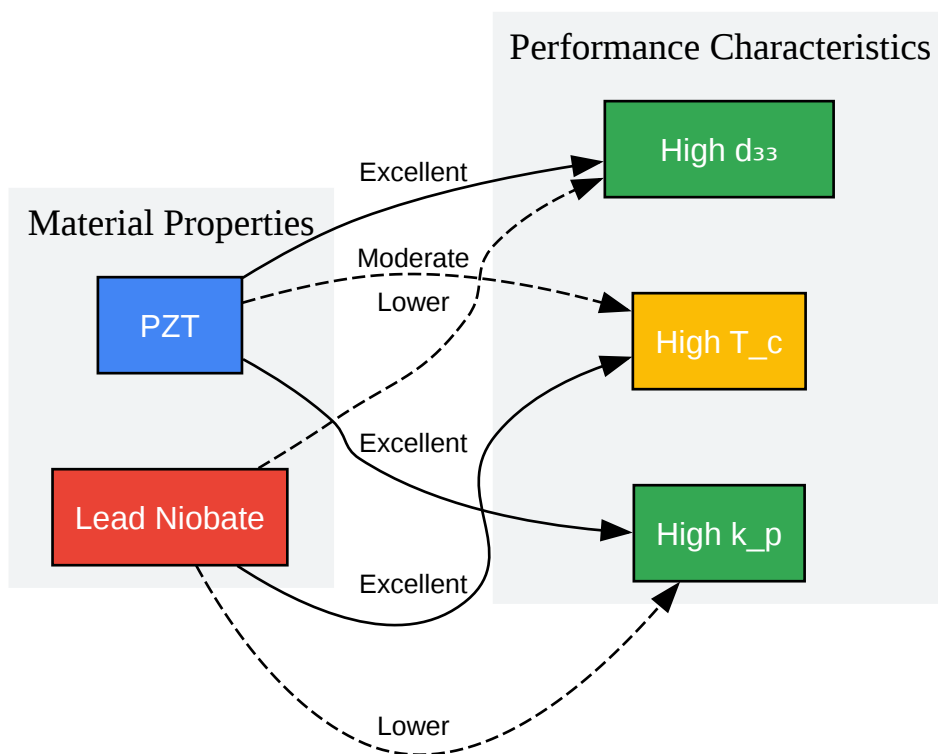 Performance Characteristics
High d₃₃
Excellent
Material Properties
Moderate
Lower
PZT
High T_c
Excellent
Lead Niobate
High k_p
Excellent
Lower